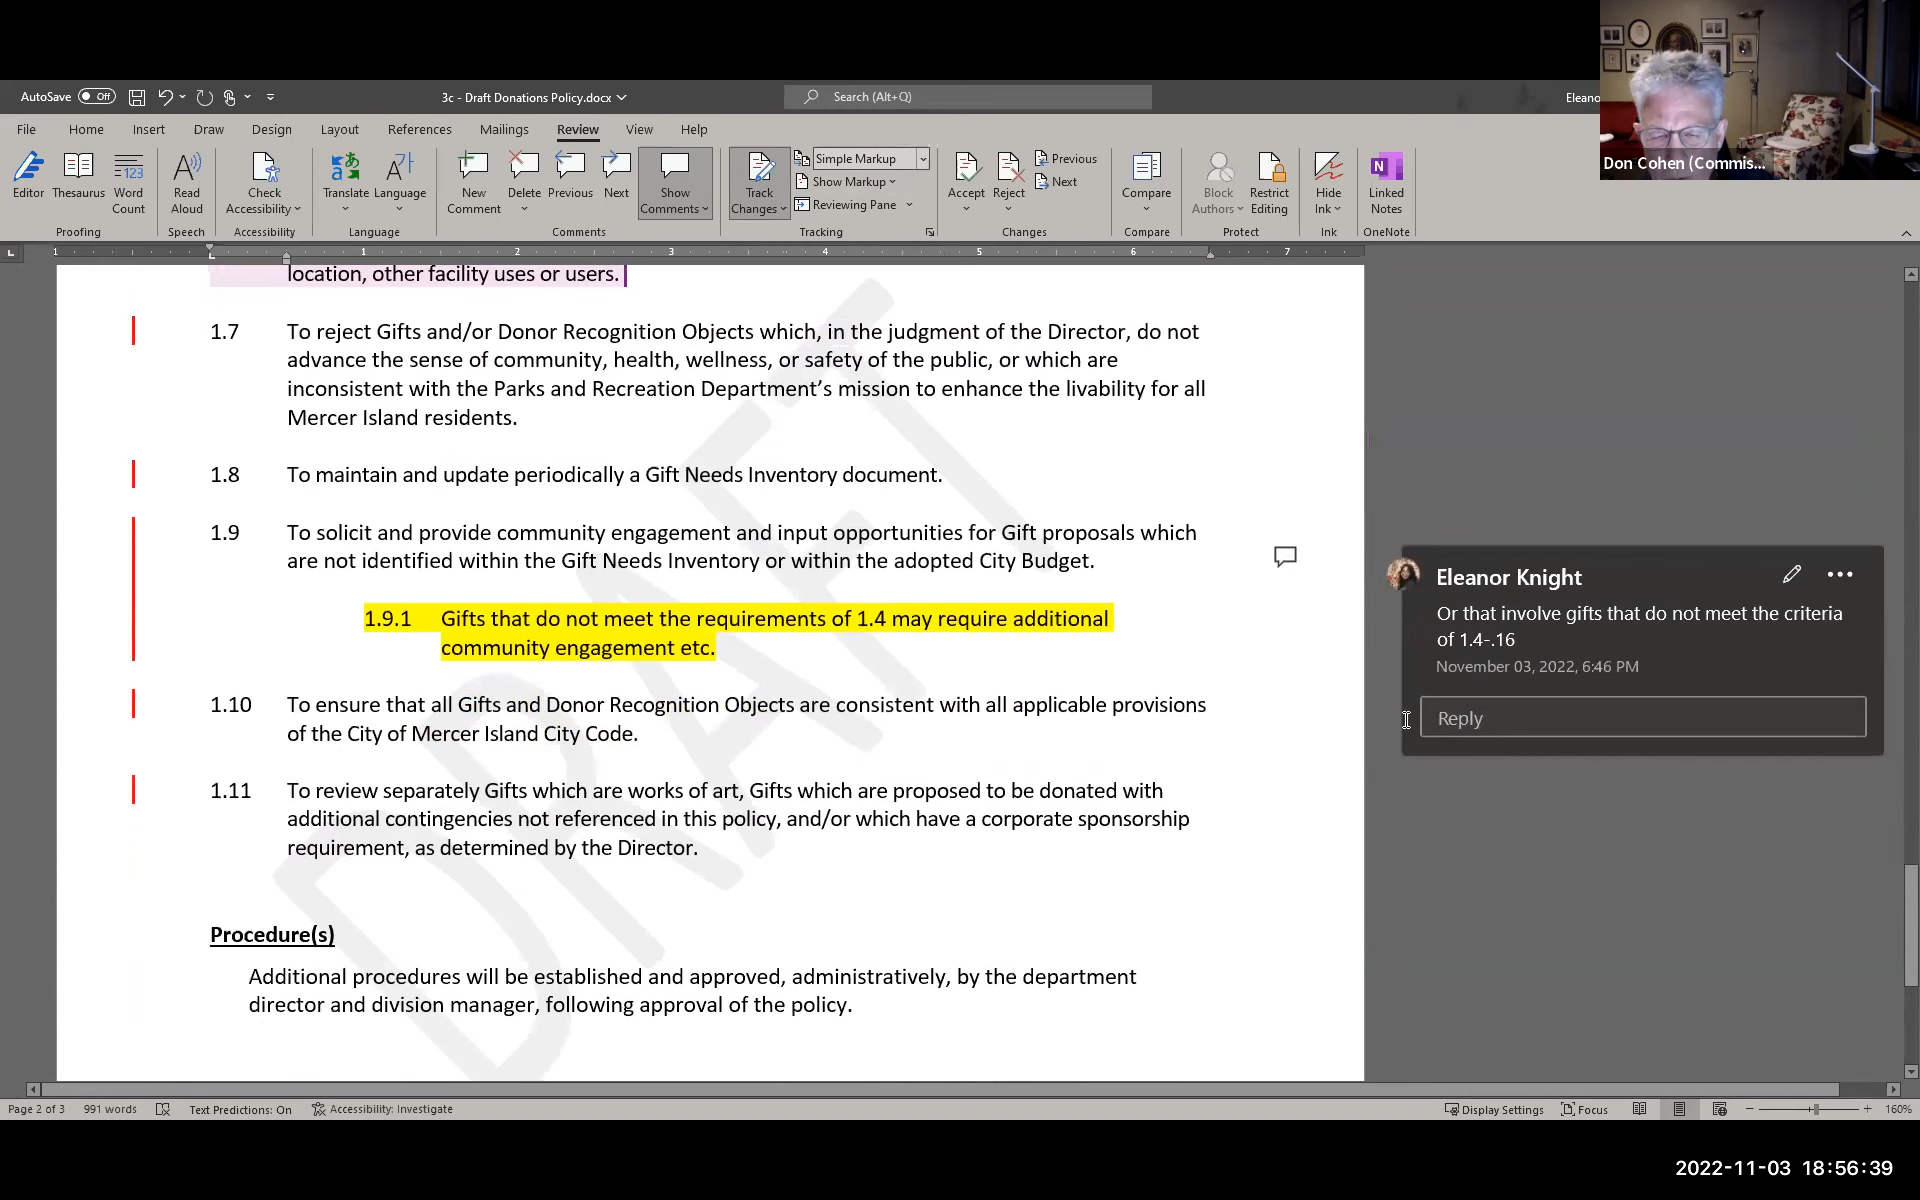 AutoSave Off
3c - Draft Donations Policy.docx
Search (Alt+Q)
Eleano
File Home Insert Draw Design Layout References Mailings Review View Help
Editor
Thesaurus
Word Count
Proofing
Read Aloud
Speech
Check Accessibility
Accessibility
Translate
Language
Language
New Comment
Delete
Previous
Next
Show Comments
Comments
Track Changes
Simple Markup
Show Markup
Reviewing Pane
Tracking
Accept
Reject
Previous
Next
Changes
Compare
Compare
Block Authors
Restrict Editing
Protect
Hide Ink
Ink
Linked Notes
OneNote
Don Cohen (Commis...
1 1 2 3 4 5 6 7
location, other facility uses or users.
1.7 To reject Gifts and/or Donor Recognition Objects which, in the judgment of the Director, do not
advance the sense of community, health, wellness, or safety of the public, or which are
inconsistent with the Parks and Recreation Department's mission to enhance the livability for all
Mercer Island residents.
1.8 To maintain and update periodically a Gift Needs Inventory document.
1.9 To solicit and provide community engagement and input opportunities for Gift proposals which
are not identified within the Gift Needs Inventory or within the adopted City Budget.
1.9.1 Gifts that do not meet the requirements of 1.4 may require additional
community engagement etc.
1.10 To ensure that all Gifts and Donor Recognition Objects are consistent with all applicable provisions
of the City of Mercer Island City Code.
1.11 To review separately Gifts which are works of art, Gifts which are proposed to be donated with
additional contingencies not referenced in this policy, and/or which have a corporate sponsorship
requirement, as determined by the Director.
Procedure(s)
Additional procedures will be established and approved, administratively, by the department
director and division manager, following approval of the policy.
DRAFT
Eleanor Knight
Or that involve gifts that do not meet the criteria
of 1.4-.16
November 03, 2022, 6:46 PM
Reply
Page 2 of 3 991 words Text Predictions: On Accessibility: Investigate Display Settings Focus 160%
2022-11-03 18:56:39